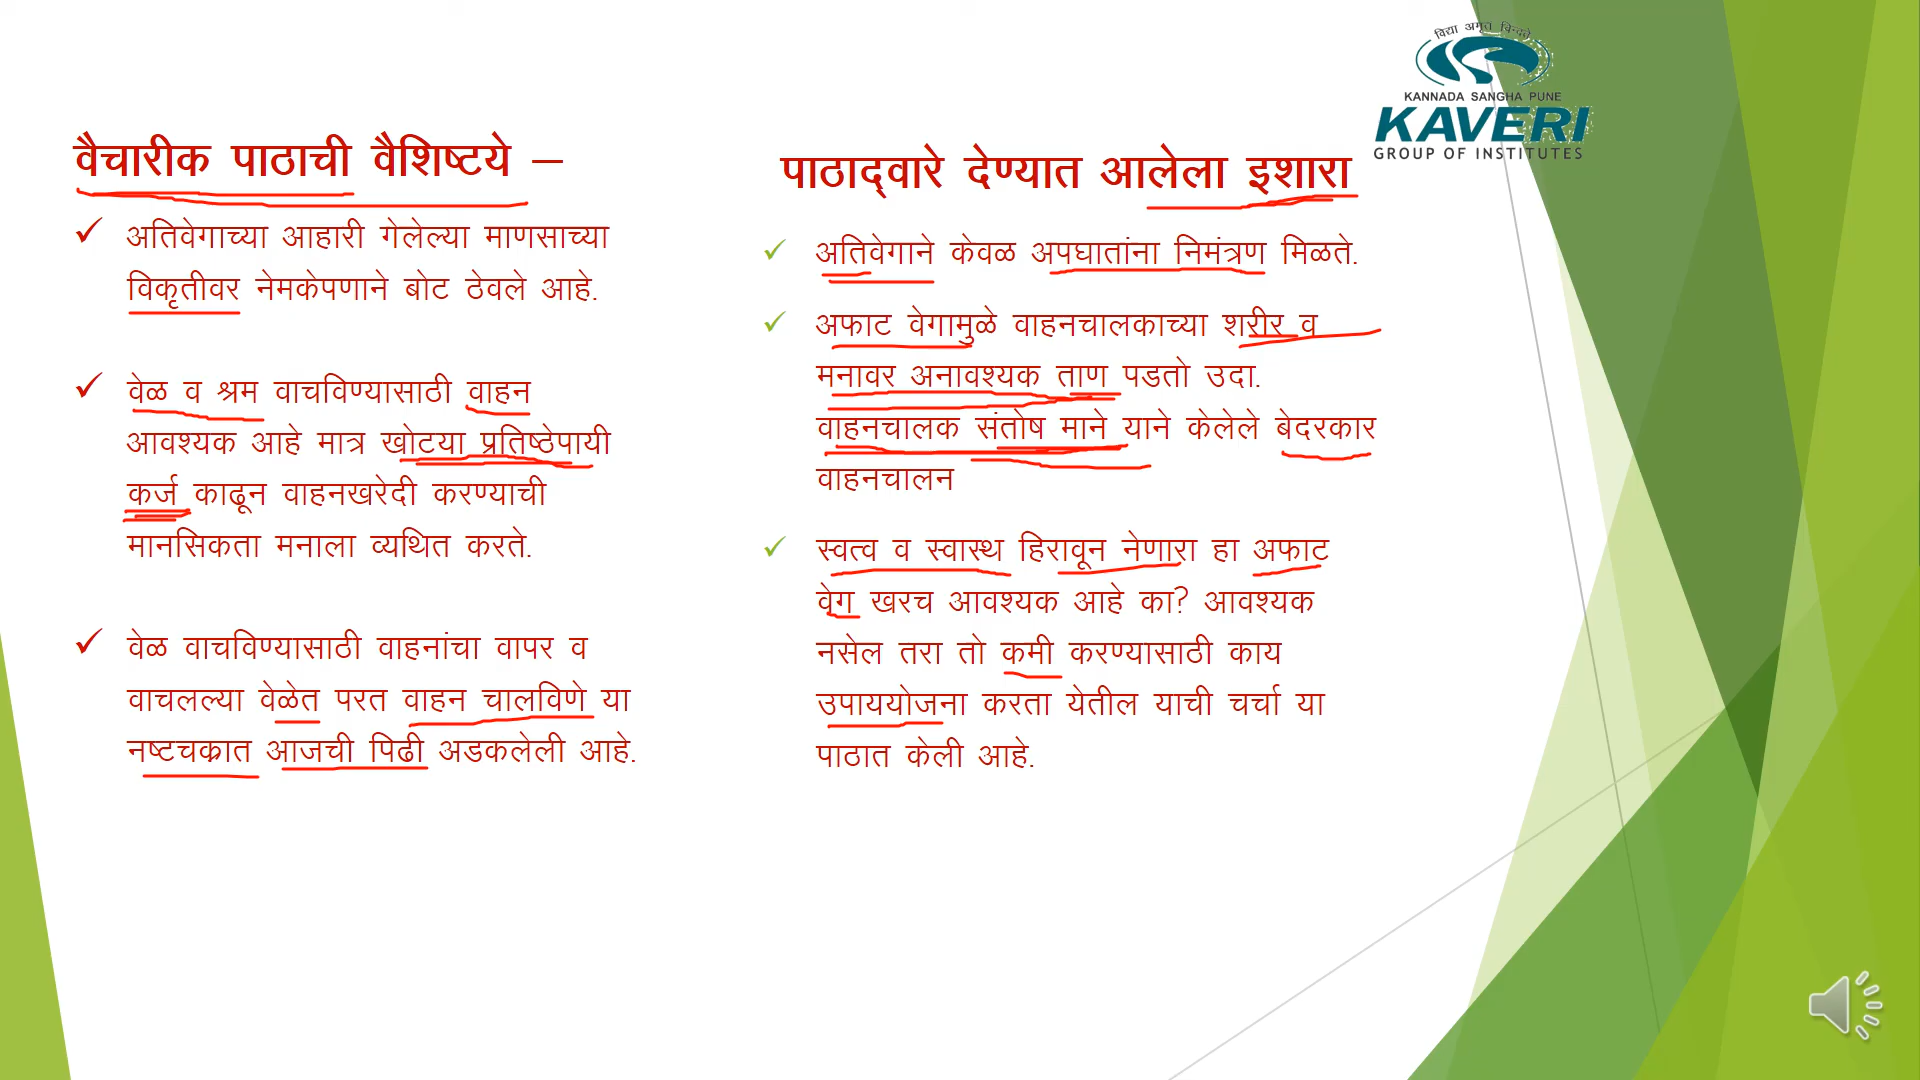 विद्या अमृत विन्दते
KANNADA SANGHA PUNE
KAVERI
GROUP OF INSTITUTES
वैचारीक पाठाची वैशिष्टये –
अतिवेगाच्या आहारी गेलेल्या माणसाच्या
विकृतीवर नेमकेपणाने बोट ठेवले आहे.
वेळ व श्रम वाचविण्यासाठी वाहन
आवश्यक आहे मात्र खोटया प्रतिष्ठेपायी
कर्ज काढून वाहनखरेदी करण्याची
मानसिकता मनाला व्यथित करते.
वेळ वाचविण्यासाठी वाहनांचा वापर व
वाचलल्या वेळेत परत वाहन चालविणे या
नष्टचक्रात आजची पिढी अडकलेली आहे.
पाठाद्वारे देण्यात आलेला इशारा
अतिवेगाने केवळ अपघातांना निमंत्रण मिळते.
अफाट वेगामुळे वाहनचालकाच्या शरीर व
मनावर अनावश्यक ताण पडतो उदा.
वाहनचालक संतोष माने याने केलेले बेदरकार
वाहनचालन
स्वत्व व स्वास्थ हिरावून नेणारा हा अफाट
वेग खरच आवश्यक आहे का? आवश्यक
नसेल तरा तो कमी करण्यासाठी काय
उपाययोजना करता येतील याची चर्चा या
पाठात केली आहे.